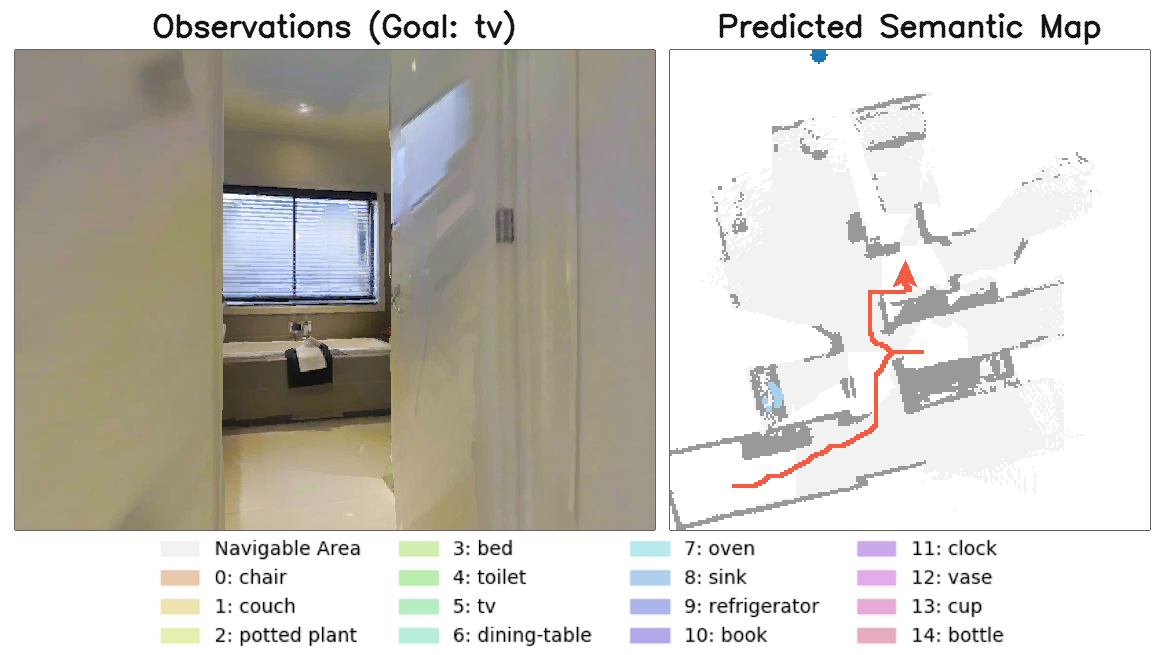 Observations (Goal: tv)
Predicted Semantic Map
Navigable Area
0: chair
1: couch
2: potted plant
3: bed
4: toilet
5: tv
6: dining-table
7: oven
8: sink
9: refrigerator
10: book
11: clock
12: vase
13: cup
14: bottle